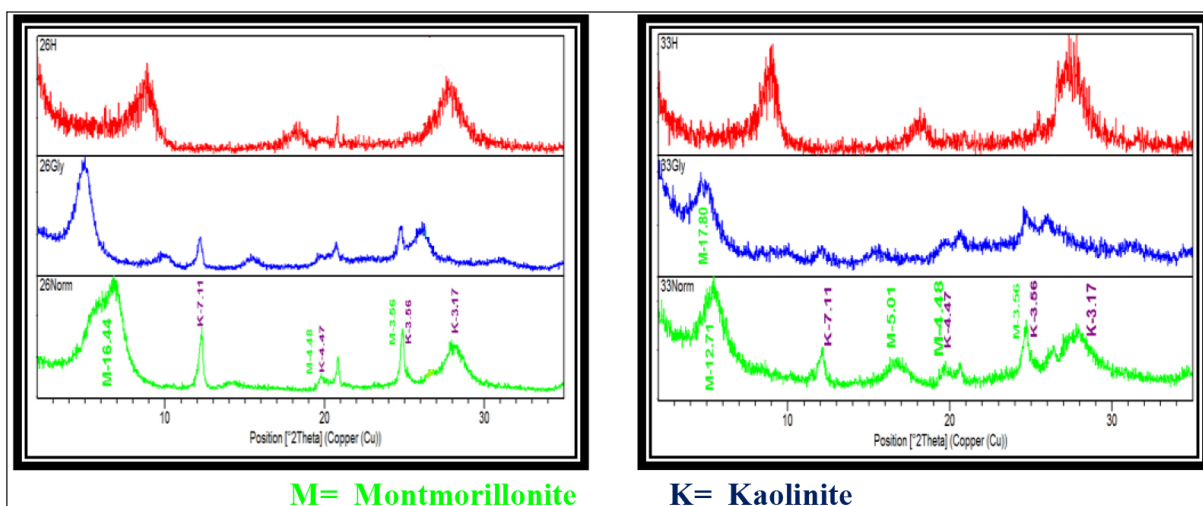 26H
26Gly
26Norm
M-16.44
K-7.11
M-4.48
K-4.47
M-3.56
K-3.56
K-3.17
10
20
30
Position [°2Theta] (Copper (Cu))
33H
33Gly
M-17.80
33Norm
M-12.71
K-7.11
M-5.01
M-4.48
K-4.47
M-3.56
K-3.56
K-3.17
10
20
30
Position [°2Theta] (Copper (Cu))
M= Montmorillonite K= Kaolinite